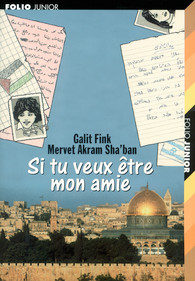 FOLIO JUNIOR
Galit Fink
Mervet Akram Sha'ban
Si tu veux être
mon amie
FOLIO JUNIOR